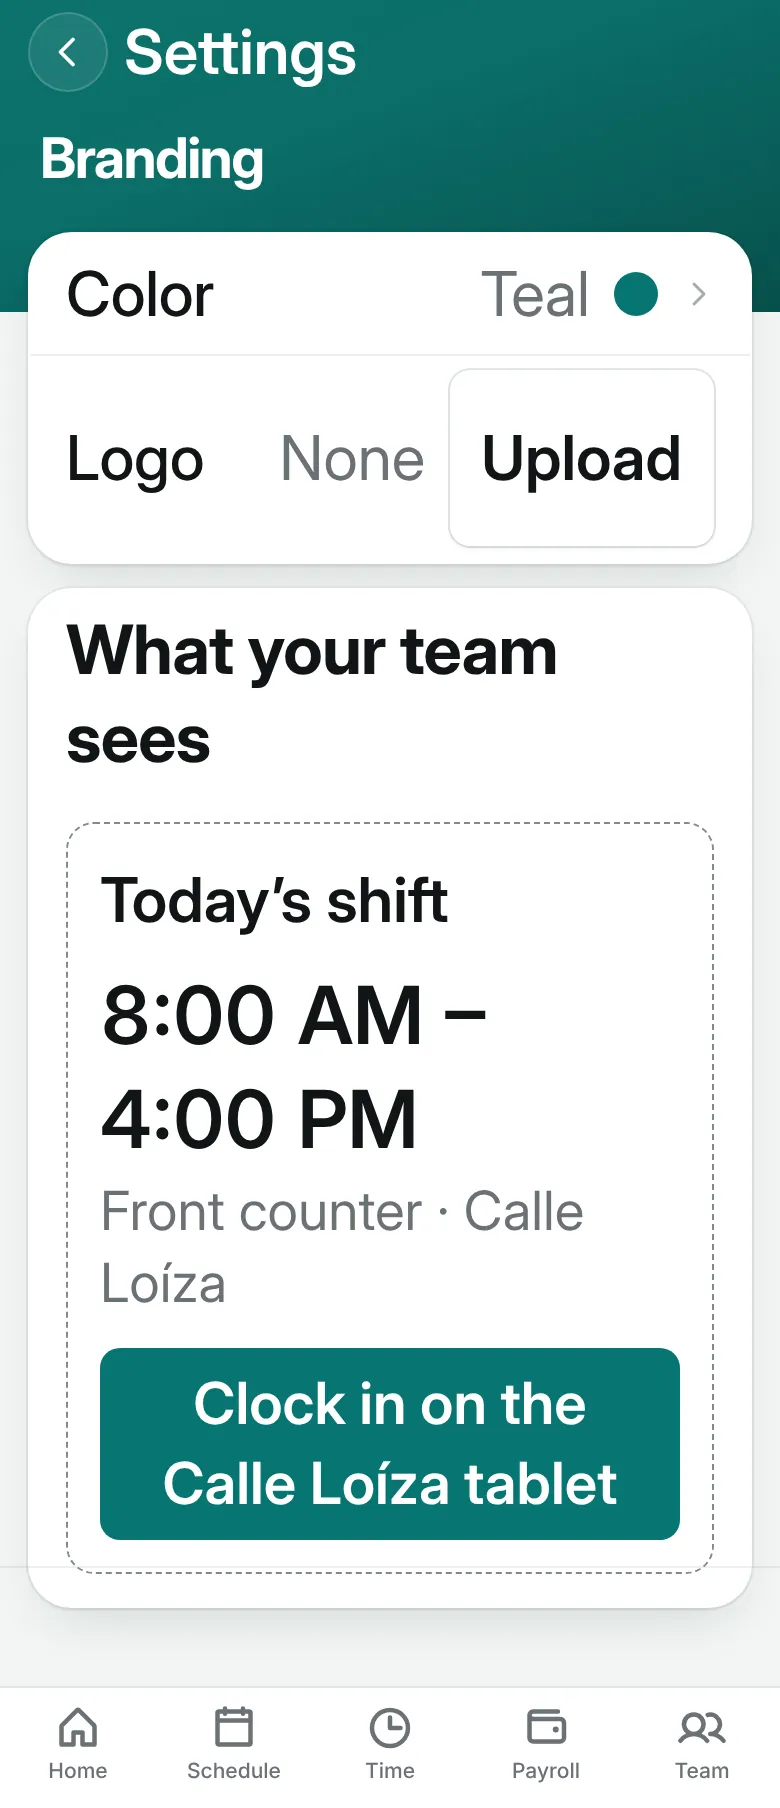 Settings
Branding
Color
Teal
Logo
None
Upload
What your team
sees
Today’s shift
8:00 AM –
4:00 PM
Front counter · Calle
Loíza
Clock in on the
Calle Loíza tablet
Home
Schedule
Time
Payroll
Team